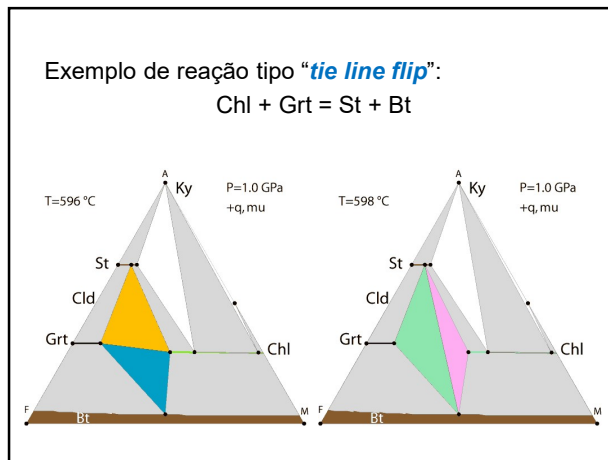 Exemplo de reação tipo “tie line flip”:
Chl + Grt = St + Bt
A
Ky
T=596 °C
P=1.0 GPa
+q, mu
St
Cld
Grt
Chl
F
Bt
M
A
Ky
T=598 °C
P=1.0 GPa
+q, mu
St
Cld
Grt
Chl
F
Bt
M